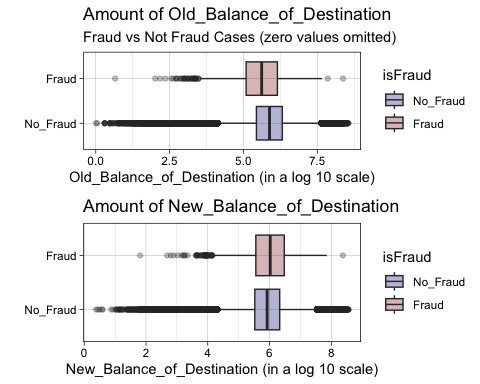 Amount of Old_Balance_of_Destination
Fraud vs Not Fraud Cases (zero values omitted)
Fraud
No_Fraud
0.0 2.5 5.0 7.5
Old_Balance_of_Destination (in a log 10 scale)
isFraud
No_Fraud
Fraud
Amount of New_Balance_of_Destination
Fraud
No_Fraud
0 2 4 6 8
New_Balance_of_Destination (in a log 10 scale)
isFraud
No_Fraud
Fraud